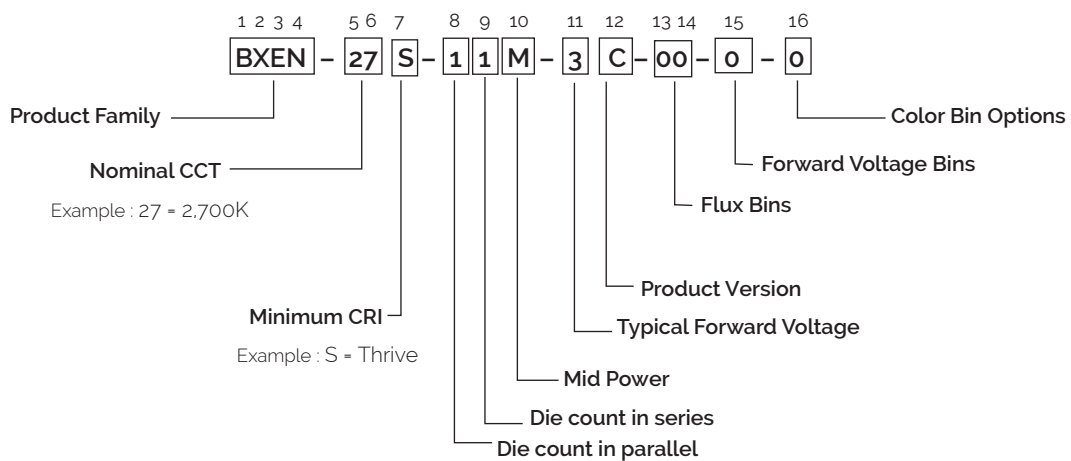 1 2 3 4 5 6 7 8 9 10 11 12 13 14 15 16
BXEN – 27 S – 1 1 M – 3 C – 00 – 0 – 0
Product Family
Color Bin Options
Nominal CCT
Forward Voltage Bins
Example : 27 = 2,700K
Flux Bins
Product Version
Minimum CRI
Typical Forward Voltage
Example : S = Thrive
Mid Power
Die count in series
Die count in parallel